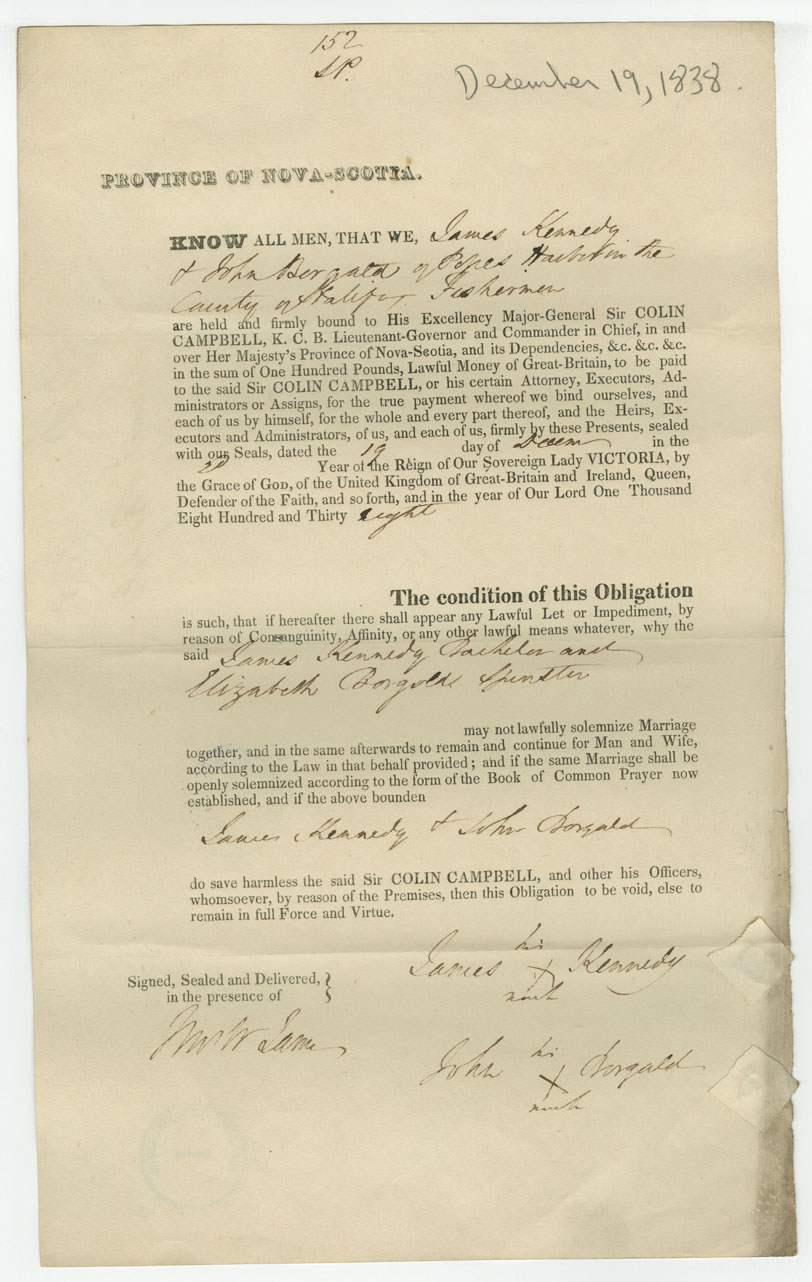 152
S.P.
December 19, 1838.
PROVINCE OF NOVA-SCOTIA.
KNOW ALL MEN, THAT WE, James Kennedy
& John Borgald of Popes Harbor in the
County of Halifax Fishermen
are held and firmly bound to His Excellency Major-General Sir COLIN
CAMPBELL, K. C. B. Lieutenant-Governor and Commander in Chief, in and
over Her Majesty's Province of Nova-Scotia, and its Dependencies, &c. &c. &c.
in the sum of One Hundred Pounds, Lawful Money of Great-Britain, to be paid
to the said Sir COLIN CAMPBELL, or his certain Attorney, Executors, Ad-
ministrators or Assigns, for the true payment whereof we bind ourselves, and
each of us by himself, for the whole and every part thereof, and the Heirs, Ex-
ecutors and Administrators, of us, and each of us, firmly by these Presents, sealed
with our Seals, dated the 19 day of Decem in the
2d Year of the Reign of Our Sovereign Lady VICTORIA, by
the Grace of GOD, of the United Kingdom of Great-Britain and Ireland, Queen,
Defender of the Faith, and so forth, and in the year of Our Lord One Thousand
Eight Hundred and Thirty eight
The condition of this Obligation
is such, that if hereafter there shall appear any Lawful Let or Impediment, by
reason of Consanguinity, Affinity, or any other lawful means whatever, why the
said James Kennedy Bachelor and
Elizabeth Borgald Spinster
may not lawfully solemnize Marriage
together, and in the same afterwards to remain and continue for Man and Wife,
according to the Law in that behalf provided; and if the same Marriage shall be
openly solemnized according to the form of the Book of Common Prayer now
established, and if the above bounden
James Kennedy & John Borgald
do save harmless the said Sir COLIN CAMPBELL, and other his Officers,
whomsoever, by reason of the Premises, then this Obligation to be void, else to
remain in full Force and Virtue.
his
James X Kennedy
mark
Signed, Sealed and Delivered, }
in the presence of
his
John X Borgald
mark